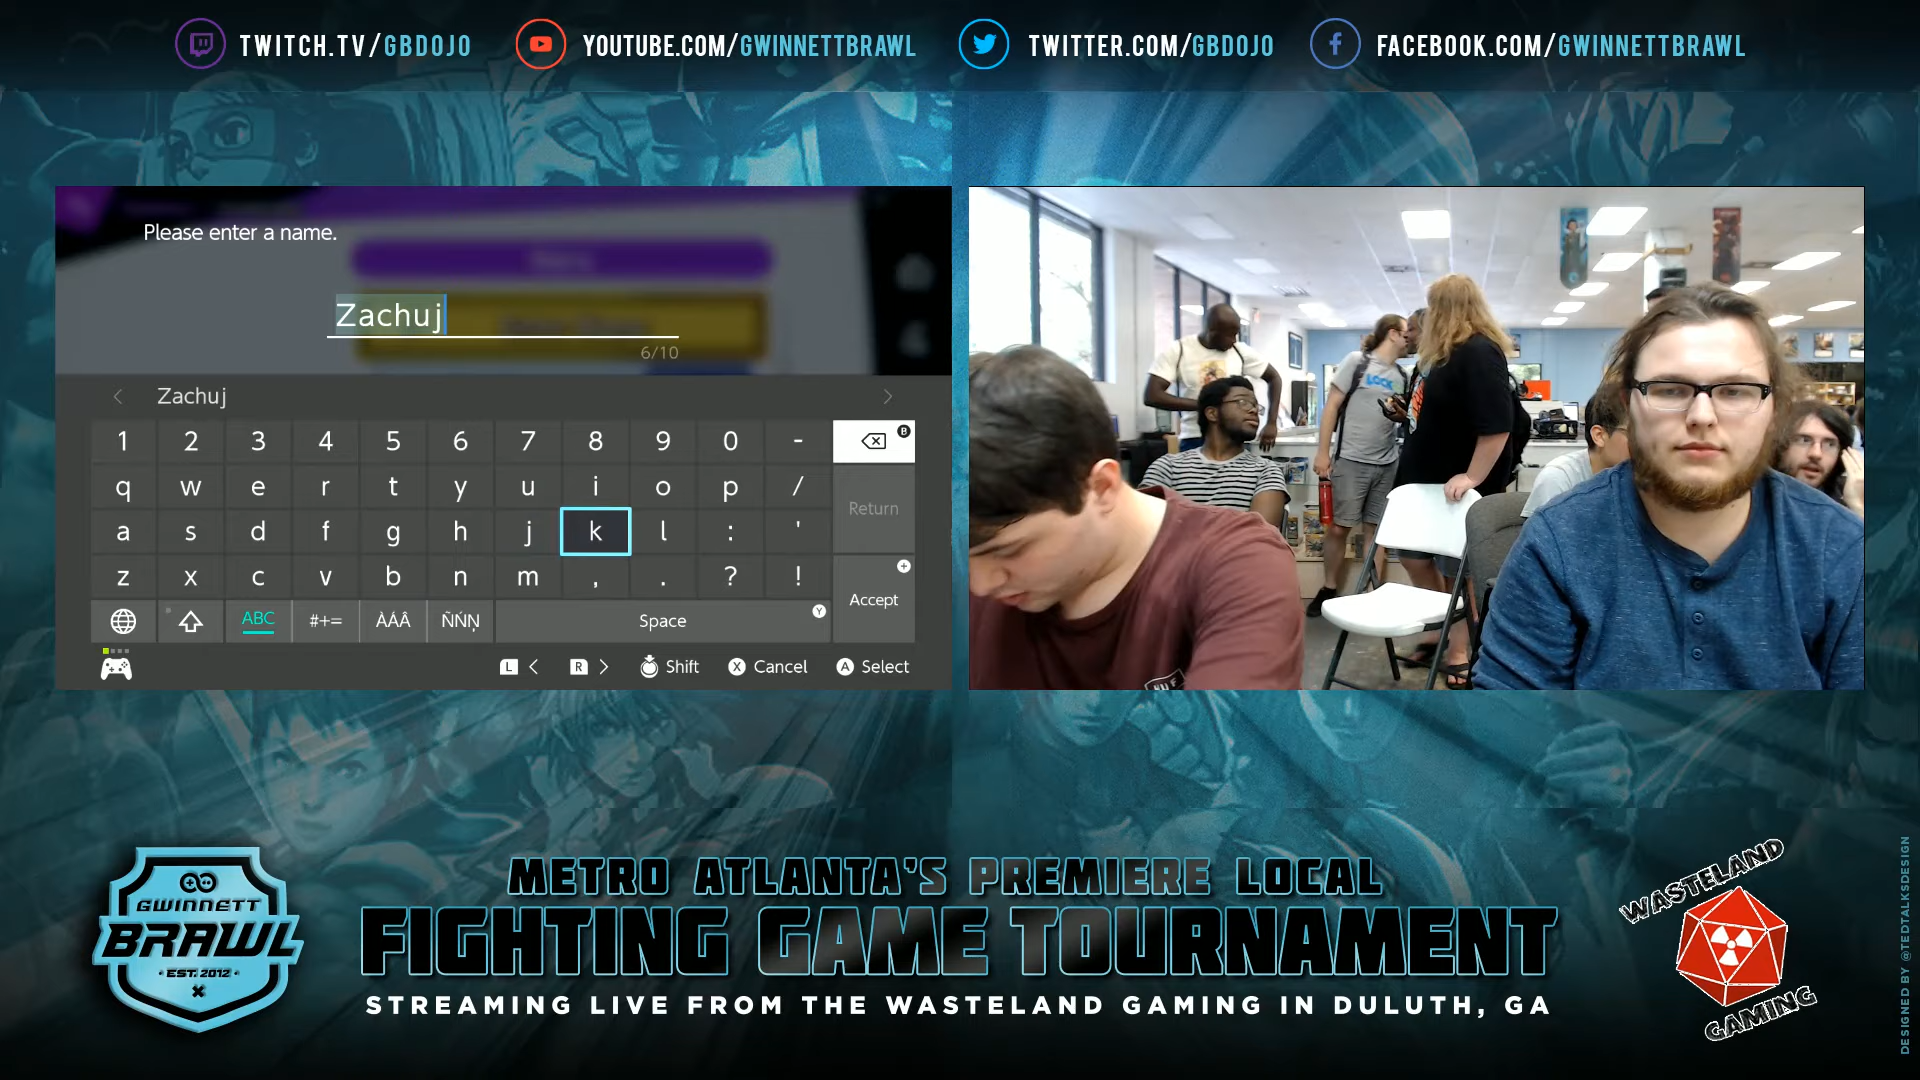 TWITCH.TV/GBDOJO
YOUTUBE.COM/GWINNETTBRAWL
TWITTER.COM/GBDOJO
FACEBOOK.COM/GWINNETTBRAWL
Please enter a name.
Zachuj
6/10
< Zachuj >
1 2 3 4 5 6 7 8 9 0 - B
q w e r t y u i o p / Return
a s d f g h j k l : '
z x c v b n m , . ? ! + Accept
ABC #+= ÀÁÂ ÑŃŅ Space Y
L < R > Shift X Cancel A Select
LOCK
HUF
GWINNETT
BRAWL
· EST. 2012 ·
METRO ATLANTA'S PREMIERE LOCAL
FIGHTING GAME TOURNAMENT
STREAMING LIVE FROM THE WASTELAND GAMING IN DULUTH, GA
WASTELAND
GAMING
DESIGNED BY @TEDTALKSDESIGN